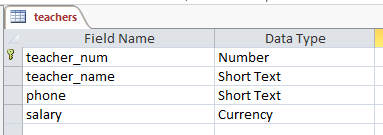 teachers
Field Name Data Type
teacher_num Number
teacher_name Short Text
phone Short Text
salary Currency